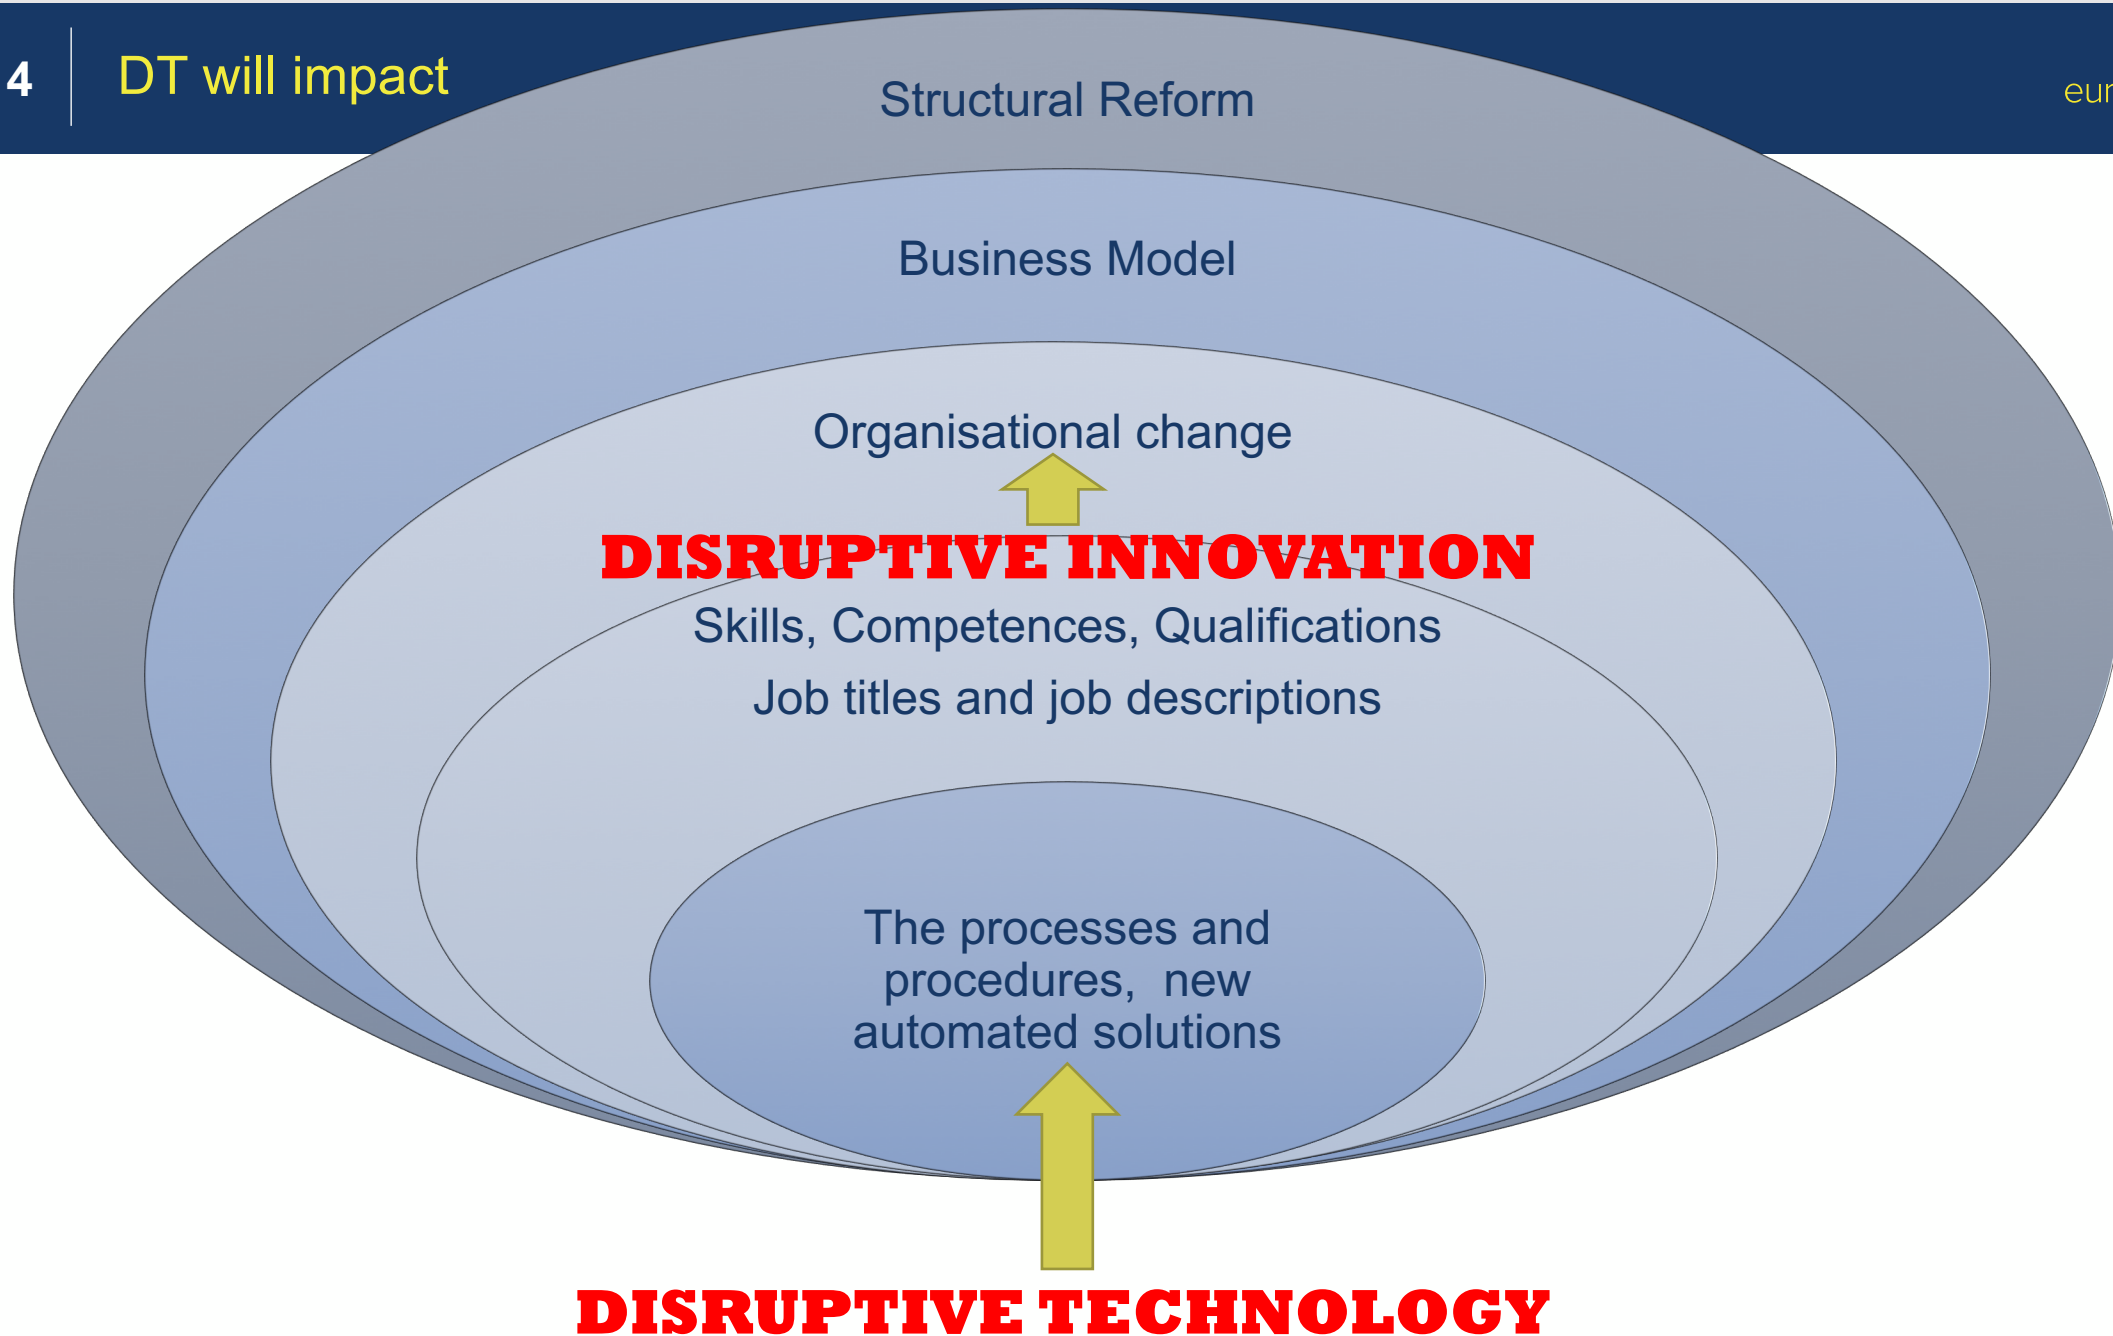 4
DT will impact
eur
Structural Reform
Business Model
Organisational change
DISRUPTIVE INNOVATION
Skills, Competences, Qualifications
Job titles and job descriptions
The processes and
procedures,  new
automated solutions
DISRUPTIVE TECHNOLOGY